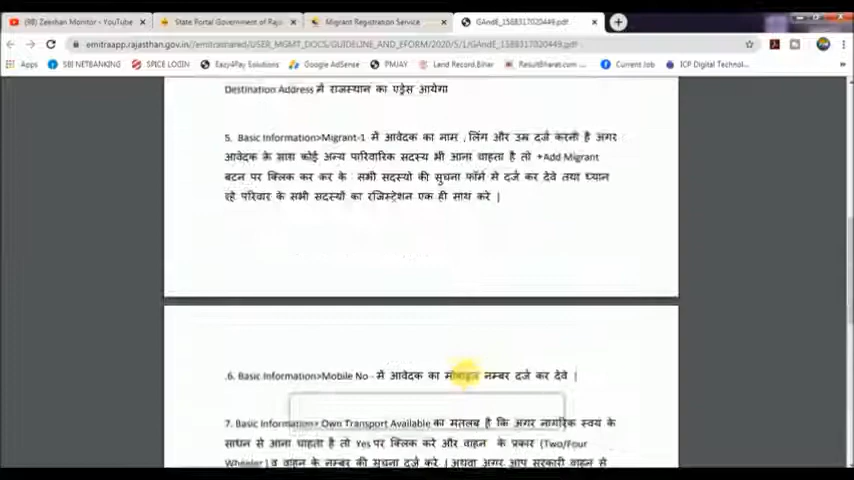 (98) Zeeshan Monitor - YouTube
State Portal Government of Raja
Migrant Registration Service
GAndE_1588317020449.pdf
emitraapp.rajasthan.gov.in/emitrasharea/USER_MGMT_DOCS/GUIDELINE_AND_EFORM/2020/5/1/GAndE_1588317020449.pdf
Apps
SBI NETBANKING
SPICE LOGIN
Easy4Pay Solutions
Google AdSense
PMJAY
Land Record,Bihar
ResultBharat.com...
Current Job
ICP Digital Technol
Destination Address में राजस्थान का एड्रेस आयेगा
5. Basic Information>Migrant-1 में आवेदक का नाम , लिंग और उम्र दर्ज करनी है अगर
आवेदक के साथ कोई अन्य पारिवारिक सदस्य भी आना चाहता है तो +Add Migrant
बटन पर क्लिक कर कर के सभी सदस्यो की सुचना फॉर्म मे दर्ज कर देवे तथा ध्यान
रहे परिवार के सभी सदस्यों का रजिस्ट्रेशन एक ही साथ करे |
.6. Basic Information>Mobile No - में आवेदक का मोबाइल नम्बर दर्ज कर देवे |
7. Basic Information> Own Transport Available का मतलब है कि अगर नागरिक स्वयं के
साधन से आना चाहता है तो Yes पर क्लिक करे और वाहन के प्रकार (Two/Four
Wheeler ) व वाहन के नम्बर की सुचना दर्ज करे | अथवा अगर आप सरकारी वाहन से